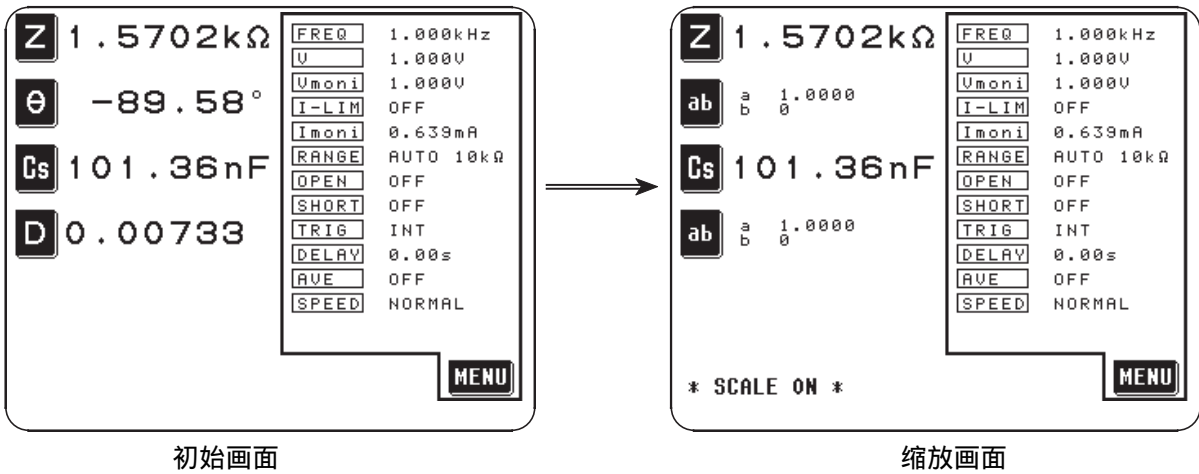 Z 1.5702kΩ
θ -89.58°
Cs 101.36nF
D 0.00733
FREQ 1.000kHz
V 1.000V
Vmoni 1.000V
I-LIM OFF
Imoni 0.639mA
RANGE AUTO 10kΩ
OPEN OFF
SHORT OFF
TRIG INT
DELAY 0.00s
AVE OFF
SPEED NORMAL
MENU
初始画面
Z 1.5702kΩ
ab a 1.0000
b 0
Cs 101.36nF
ab a 1.0000
b 0
FREQ 1.000kHz
V 1.000V
Vmoni 1.000V
I-LIM OFF
Imoni 0.639mA
RANGE AUTO 10kΩ
OPEN OFF
SHORT OFF
TRIG INT
DELAY 0.00s
AVE OFF
SPEED NORMAL
* SCALE ON *
MENU
缩放画面